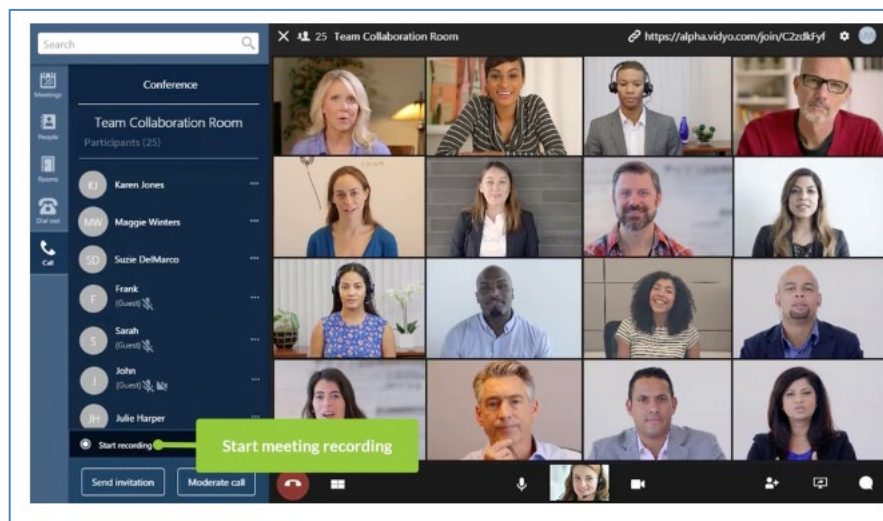 Search
25 Team Collaboration Room
https://alpha.vidyo.com/join/C2zdkFyf
Meetings
People
Rooms
Dial out
Call
Conference
Team Collaboration Room
Participants (25)
KJ Karen Jones
MW Maggie Winters
SD Suzie DelMarco
F Frank
(Guest)
S Sarah
(Guest)
J John
(Guest)
JH Julie Harper
Start recording
Start meeting recording
Send invitation
Moderate call